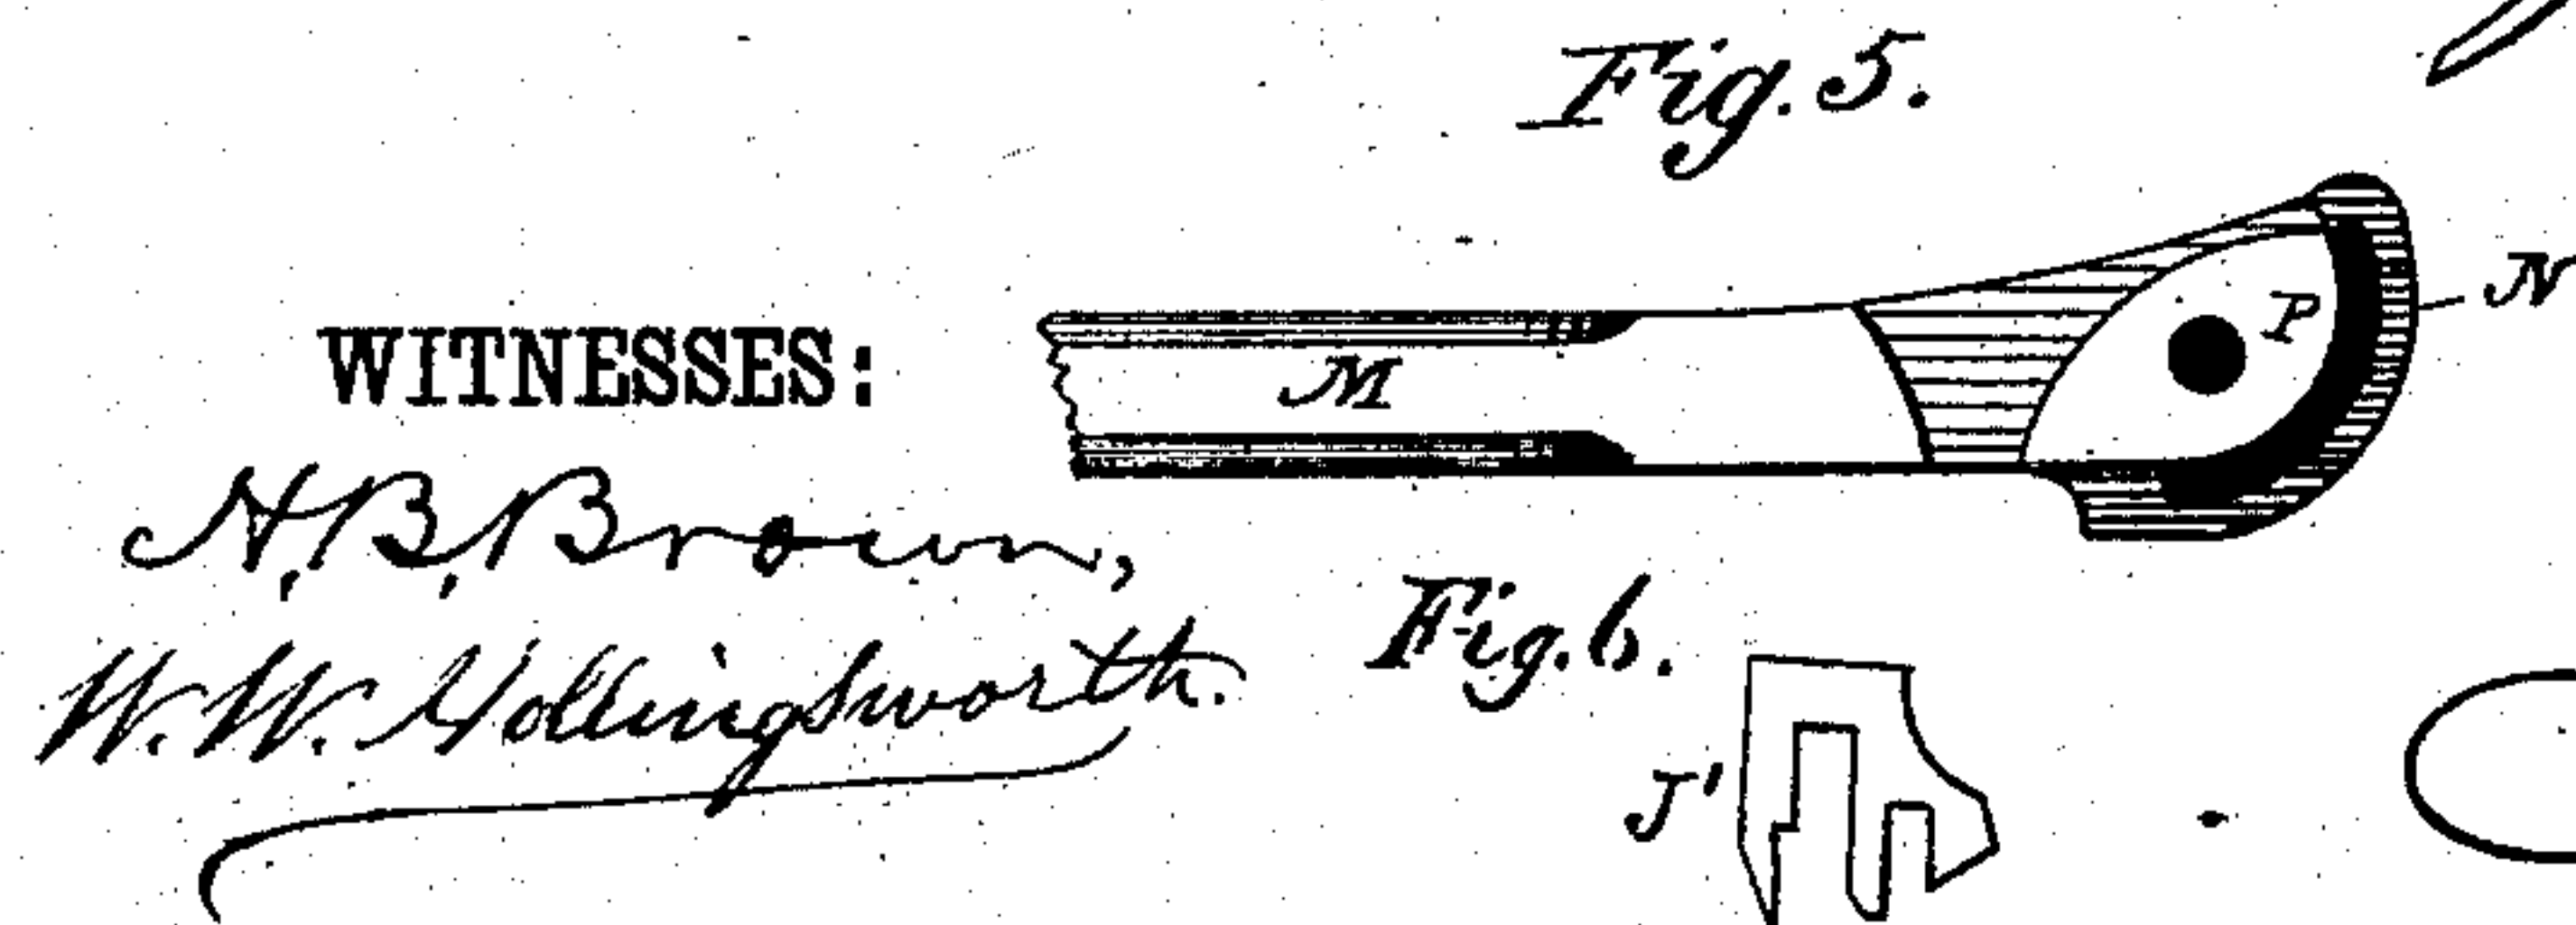 Fig. 5.
N
P
M
WITNESSES:
H. B. Brown,
W. W. Hollingsworth.
Fig. 6.
J'